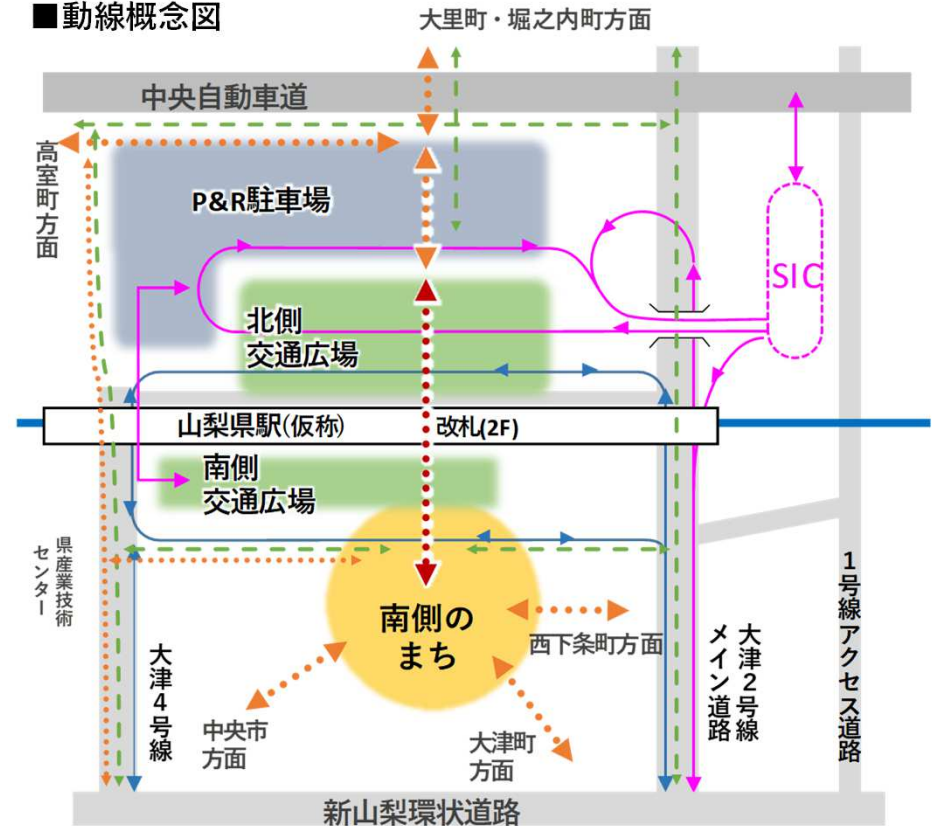 ■動線概念図
大里町・堀之内町方面
中央自動車道
高室町方面
P&R駐車場
SIC
北側
交通広場
山梨県駅(仮称)
改札(2F)
南側
交通広場
県産業技術
センター
南側の
まち
西下条町方面
大津4号線
中央市
方面
大津町
方面
大津2号線
メイン道路
1号線アクセス道路
新山梨環状道路